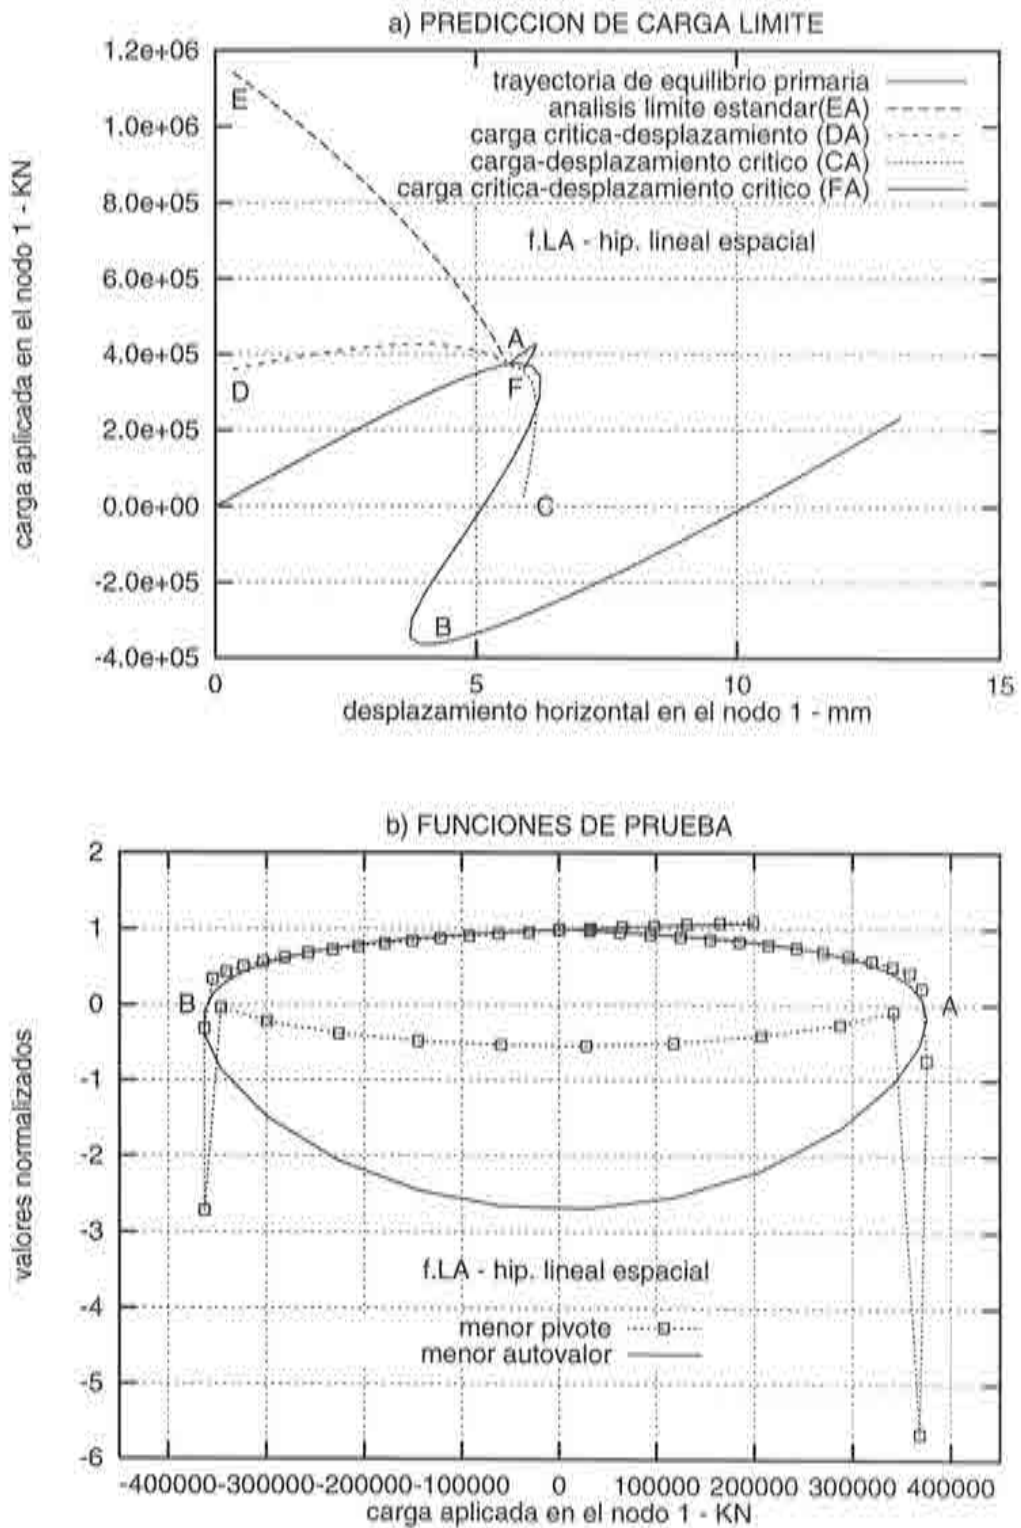 a) PREDICCION DE CARGA LIMITE
1.2e+06
1.0e+06
8.0e+05
6.0e+05
4.0e+05
2.0e+05
0.0e+00
-2.0e+05
-4.0e+05
carga aplicada en el nodo 1 - KN
trayectoria de equilibrio primaria
analisis limite estandar(EA)
carga critica-desplazamiento (DA)
carga-desplazamiento critico (CA)
carga critica-desplazamiento critico (FA)
f.LA - hip. lineal espacial
E
A
D
F
C
B
0
5
10
15
desplazamiento horizontal en el nodo 1 - mm
b) FUNCIONES DE PRUEBA
2
1
0
-1
-2
-3
-4
-5
-6
valores normalizados
B
A
f.LA - hip. lineal espacial
menor pivote
menor autovalor
-400000-300000-200000-100000 0 100000 200000 300000 400000
carga aplicada en el nodo 1 - KN